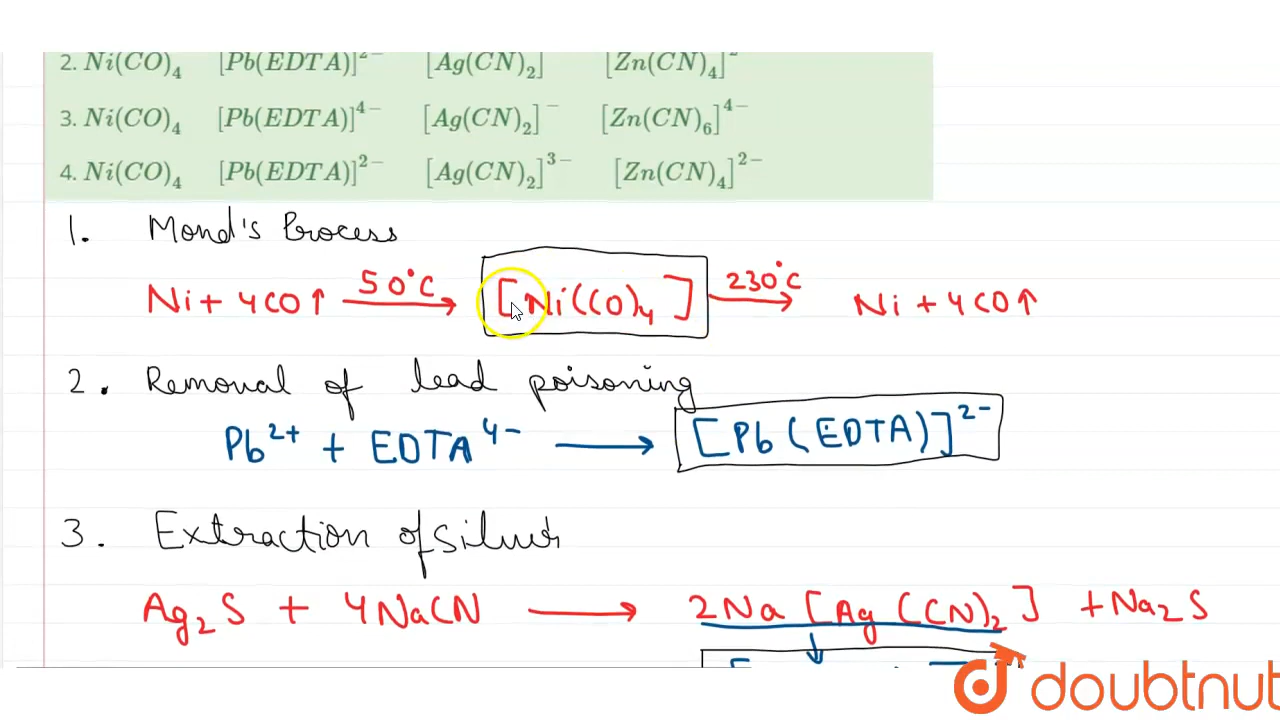 2. Ni(CO)₄ [Pb(EDTA)]²⁻ [Ag(CN)₂] [Zn(CN)₄]²
3. Ni(CO)₄ [Pb(EDTA)]⁴⁻ [Ag(CN)₂]⁻ [Zn(CN)₆]⁴⁻
4. Ni(CO)₄ [Pb(EDTA)]²⁻ [Ag(CN)₂]³⁻ [Zn(CN)₄]²⁻
1. Mond's Process
Ni + 4CO↑ 50°C → [Ni(CO)₄] 230°C → Ni + 4CO↑
2. Removal of lead poisoning
Pb²⁺ + EDTA⁴⁻ → [Pb(EDTA)]²⁻
3. Extraction of Silver
Ag₂S + 4NaCN → 2Na[Ag(CN)₂] + Na₂S
doubtnut